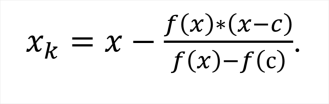 xₖ = x − f(x)∗(x−c) / f(x)−f(c).